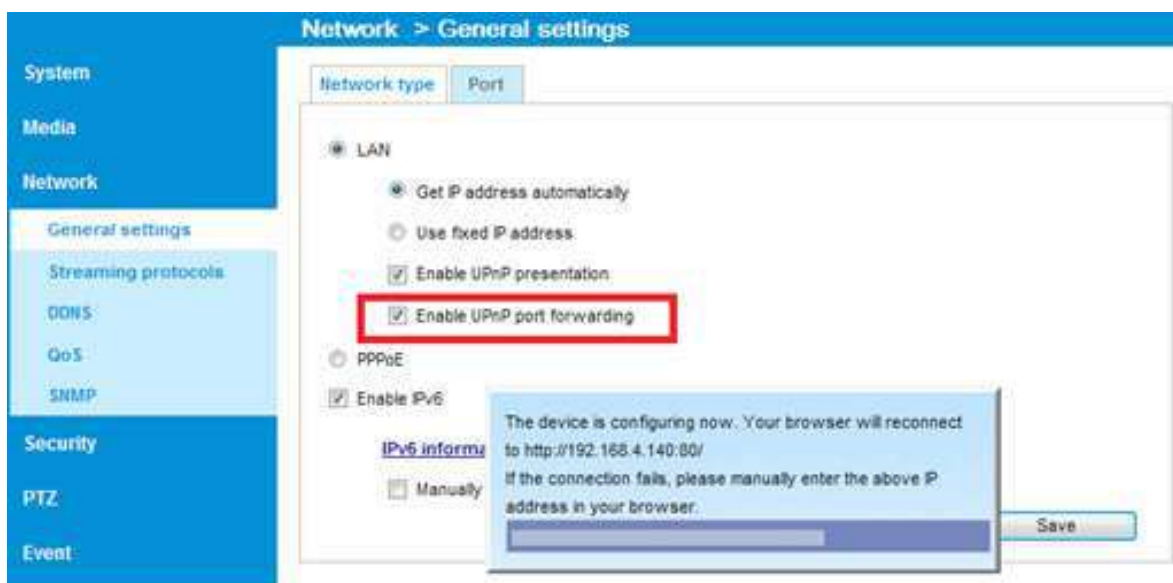 Network > General settings
System
Media
Network
General settings
Streaming protocols
DDNS
QoS
SNMP
Security
PTZ
Event
Network type
Port
LAN
Get IP address automatically
Use fixed IP address
Enable UPnP presentation
Enable UPnP port forwarding
PPPoE
Enable IPv6
IPv6 informa
Manually
The device is configuring now. Your browser will reconnect
to http://192.168.4.140:80/
If the connection fails, please manually enter the above IP
address in your browser.
Save